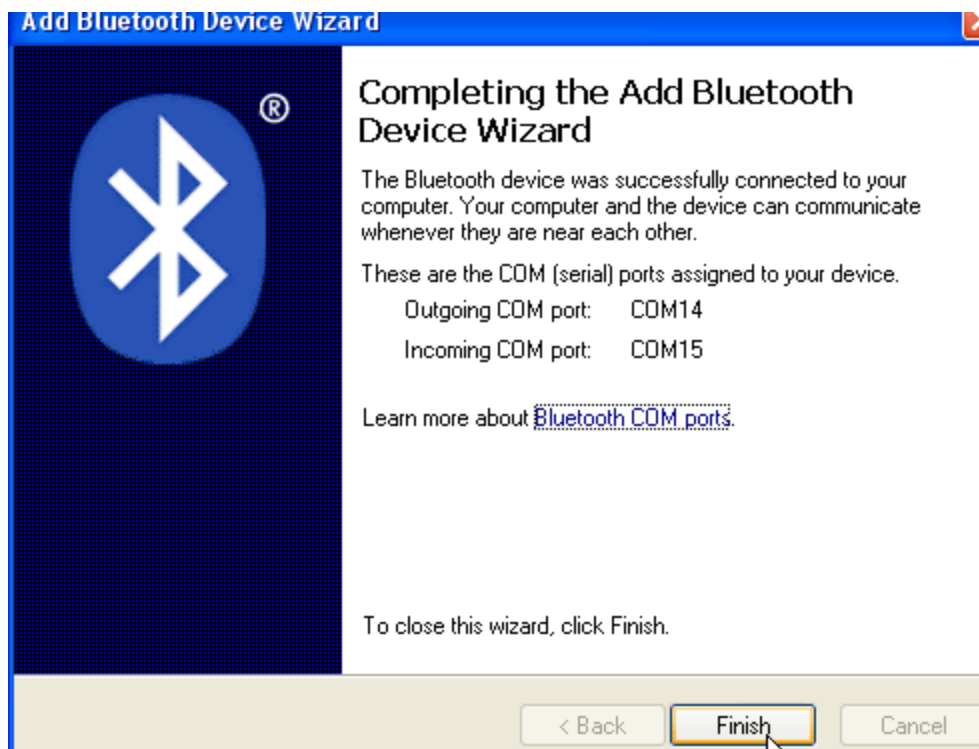 Add Bluetooth Device Wizard
®
Completing the Add Bluetooth
Device Wizard
The Bluetooth device was successfully connected to your
computer. Your computer and the device can communicate
whenever they are near each other.
These are the COM (serial) ports assigned to your device.
Outgoing COM port: COM14
Incoming COM port: COM15
Learn more about Bluetooth COM ports.
To close this wizard, click Finish.
< Back Finish Cancel